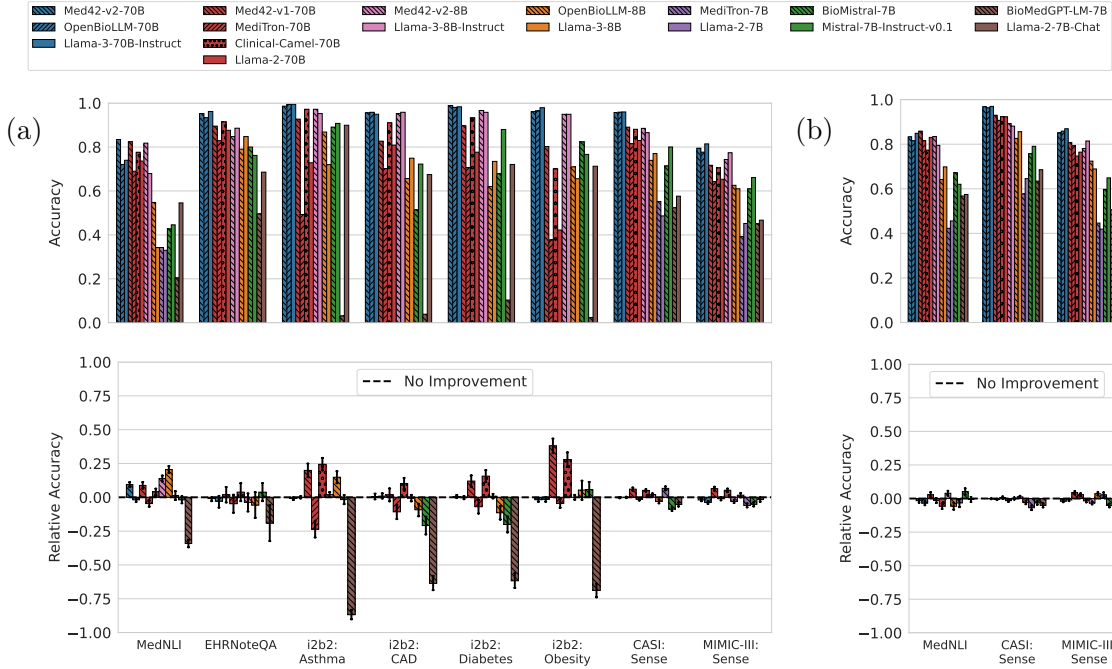 Med42-v2-70B Med42-v1-70B Med42-v2-8B OpenBioLLM-8B MediTron-7B BioMistral-7B BioMedGPT-LM-7B
OpenBioLLM-70B MediTron-70B Llama-3-8B-Instruct Llama-3-8B Llama-2-7B Mistral-7B-Instruct-v0.1 Llama-2-7B-Chat
Llama-3-70B-Instruct Clinical-Camel-70B
Llama-2-70B
(a)
Accuracy
1.0
0.8
0.6
0.4
0.2
0.0
(b)
Accuracy
1.0
0.8
0.6
0.4
0.2
0.0
Relative Accuracy
1.00
0.75
0.50
0.25
0.00
−0.25
−0.50
−0.75
−1.00
No Improvement
MedNLI EHRNoteQA i2b2: i2b2: i2b2: i2b2: CASI: MIMIC-III:
Asthma CAD Diabetes Obesity Sense Sense
Relative Accuracy
1.00
0.75
0.50
0.25
0.00
−0.25
−0.50
−0.75
−1.00
No Improvement
MedNLI CASI: MIMIC-III:
Sense Sense